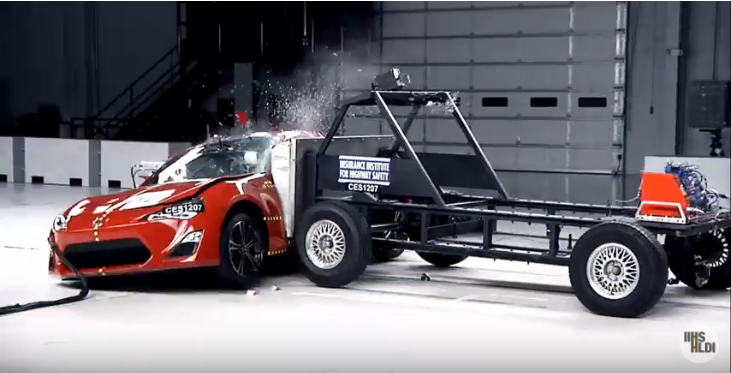 CES1207
INSURANCE INSTITUTE
FOR HIGHWAY SAFETY
CES1207
IIHS
HLDI